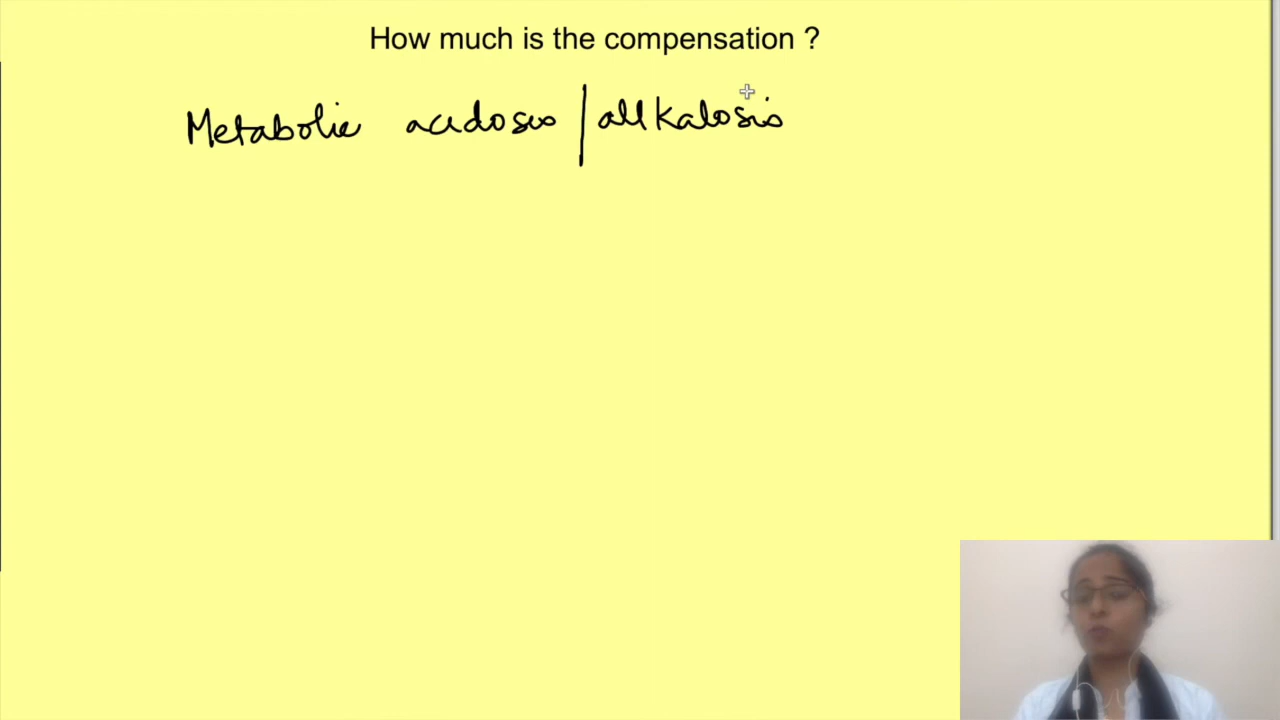 How much is the compensation ?
Metabolic acidosis | allkalosis